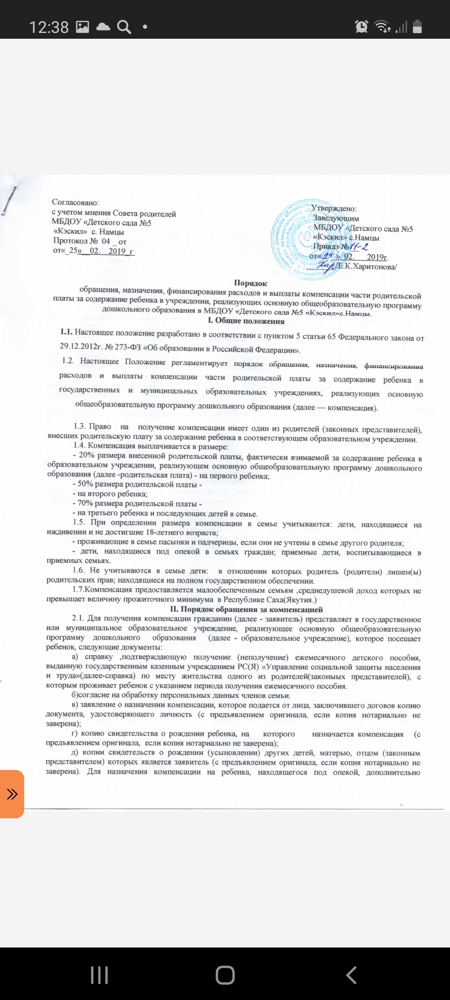 12:38
Согласовано:
с учетом мнения Совета родителей
МБДОУ «Детского сада №5
«Кэскил» с. Намцы
Протокол № 04 _ от
от«_25»__02. 2019_г
Утверждено:
Заведующим
МБДОУ «Детского сада №5
«Кэскил» с.Намцы
Приказ № 11-2
от« 25 »_02. 2019г.
/Е.К.Харитонова/
Порядок
обращения, назначения, финансирования расходов и выплаты компенсации части родительской
платы за содержание ребенка в учреждении, реализующих основную общеобразовательную программу
дошкольного образования в МБДОУ «Детского сада №5 «Кэскил»с.Намцы.
I. Общие положения
1.1. Настоящее положение разработано в соответствии с пунктом 5 статьи 65 Федерального закона от
29.12.2012г. № 273-ФЗ «Об образовании в Российской Федерации».
1.2. Настоящее Положение регламентирует порядок обращения, назначения, финансирования
расходов и выплаты компенсации части родительской платы за содержание ребенка в
государственных и муниципальных образовательных учреждениях, реализующих основную
общеобразовательную программу дошкольного образования (далее — компенсация).
1.3. Право на получение компенсации имеет один из родителей (законных представителей),
внесших родительскую плату за содержание ребенка в соответствующем образовательном учреждении.
1.4. Компенсация выплачивается в размере:
- 20% размера внесенной родительской платы, фактически взимаемой за содержание ребенка в
образовательном учреждении, реализующем основную общеобразовательную программу дошкольного
образования (далее -родительская плата) - на первого ребенка;
- 50% размера родительской платы -
- на второго ребенка;
- 70% размера родительской платы -
- на третьего ребенка и последующих детей в семье.
1.5. При определении размера компенсации в семье учитываются: дети, находящиеся на
иждивении и не достигшие 18-летнего возраста;
- проживающие в семье пасынки и падчерицы, если они не учтены в семье другого родителя;
- дети, находящиеся под опекой в семьях граждан; приемные дети, воспитывающиеся в
приемных семьях.
1.6. Не учитываются в семье дети: в отношении которых родитель (родители) лишен(ы)
родительских прав; находящиеся на полном государственном обеспечении.
1.7.Компенсация предоставляется малообеспеченным семьям ,среднедушевой доход которых не
превышает величину прожиточного минимума в Республике Саха(Якутия.)
II. Порядок обращения за компенсацией
2.1. Для получения компенсации гражданин (далее - заявитель) представляет в государственное
или муниципальное образовательное учреждение, реализующее основную общеобразовательную
программу дошкольного образования (далее - образовательное учреждение), которое посещает
ребенок, следующие документы:
а) справку ,подтверждающую получение (неполучение) ежемесячного детского пособия,
выданную государственным казенным учреждением РС(Я) «Управление социальной защиты населения
и труда»(далее-справка) по месту жительства одного из родителей(законыых представителей), с
которым проживает ребенок с указанием периода получения ежемесячного пособия.
б)согласие на обработку персональных данных членов семьи.
в) заявление о назначении компенсации, которое подается от лица, заключившего договов копию
документа, удостоверяющего личность (с предъявлением оригинала, если копия нотариально не
заверена);
г) копию свидетельства о рождении ребенка, на которого назначается компенсация (с
предъявлением оригинала, если копия нотариально не заверена);
д) копии свидетельств о рождении (усыновлении) других детей, матерью, отцом (законным
представителем) которых является заявитель (с предъявлением оригинала, если копия нотариально не
заверена). Для назначения компенсации на ребенка, находящегося под опекой, дополнительно